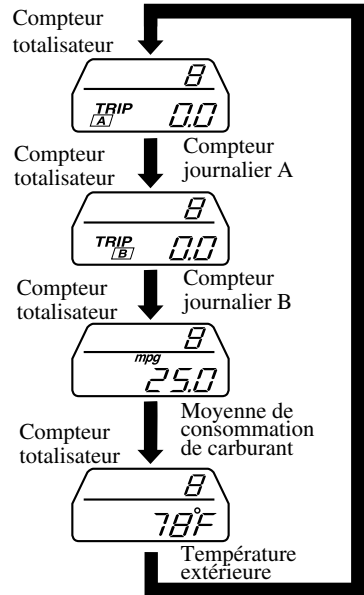 Compteur
totalisateur
8
TRIP A 0.0
Compteur
totalisateur
Compteur
journalier A
8
TRIP B 0.0
Compteur
totalisateur
Compteur
journalier B
8
mpg
25.0
Compteur
totalisateur
Moyenne de
consommation
de carburant
8
78°F
Température
extérieure